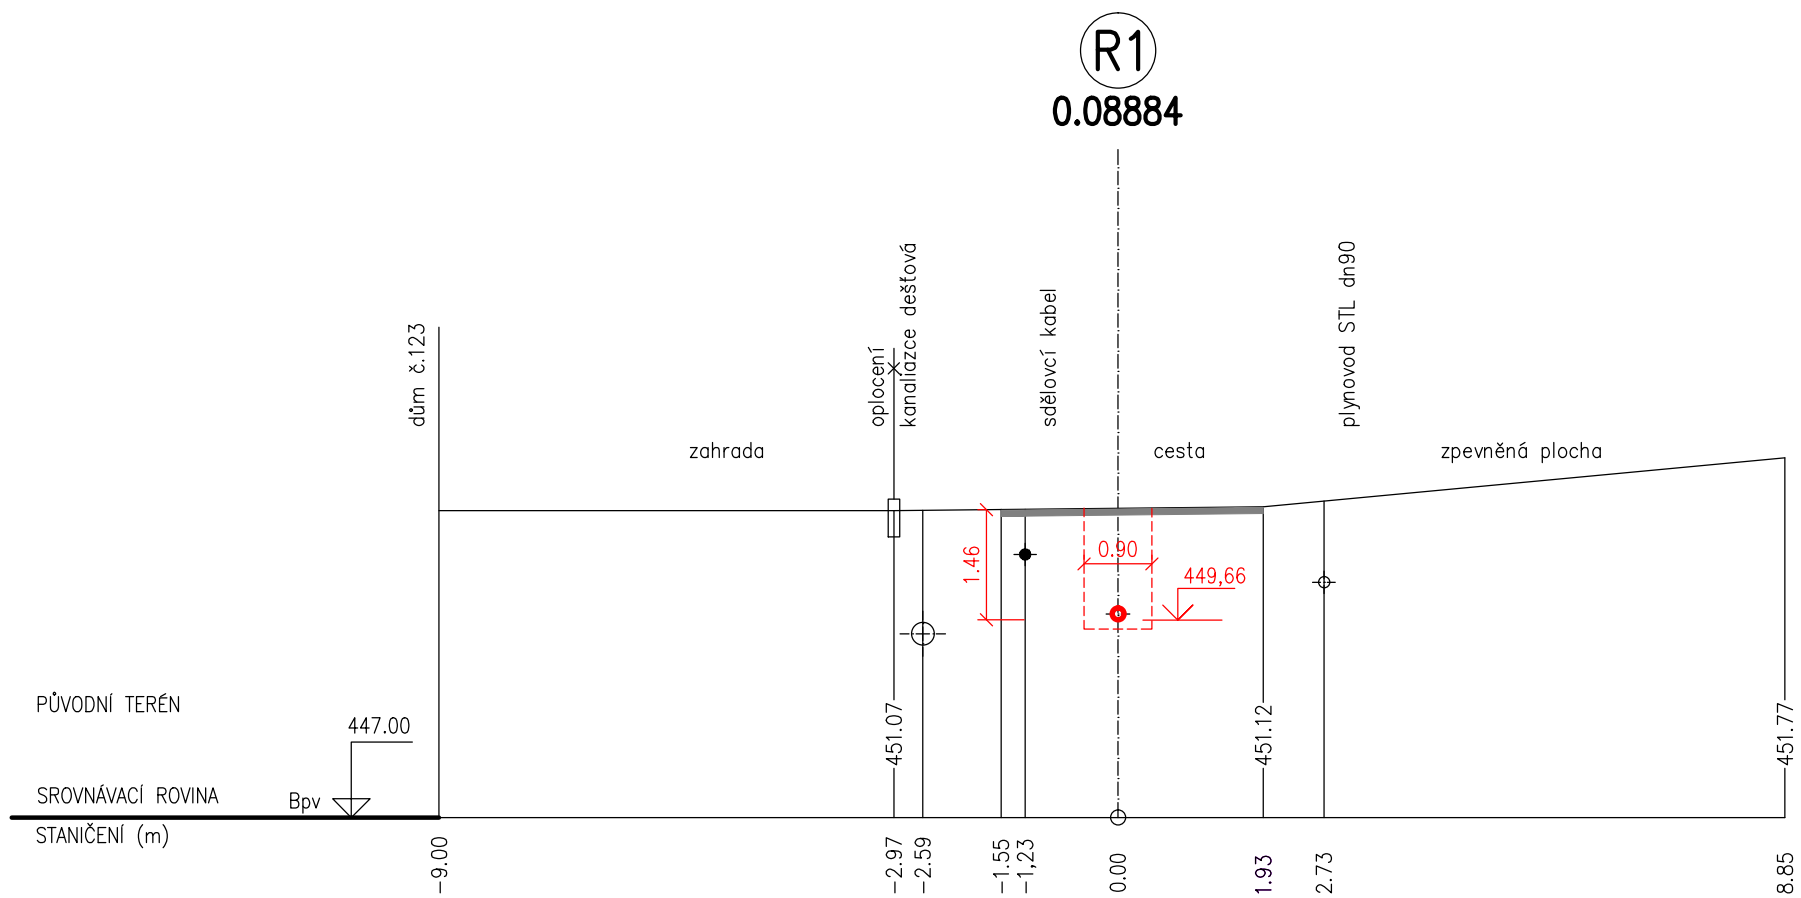 R1
0.08884
dům č.123
oplocení
kanaliazce dešťová
sdělovcí kabel
plynovod STL dn90
zahrada
cesta
zpevněná plocha
1.46
0.90
449,66
PŮVODNÍ TERÉN
447.00
451.07
451.12
451.77
SROVNÁVACÍ ROVINA
Bpv
STANIČENÍ (m)
-9.00
-2.97
-2.59
-1.55
-1,23
0.00
1.93
2.73
8.85